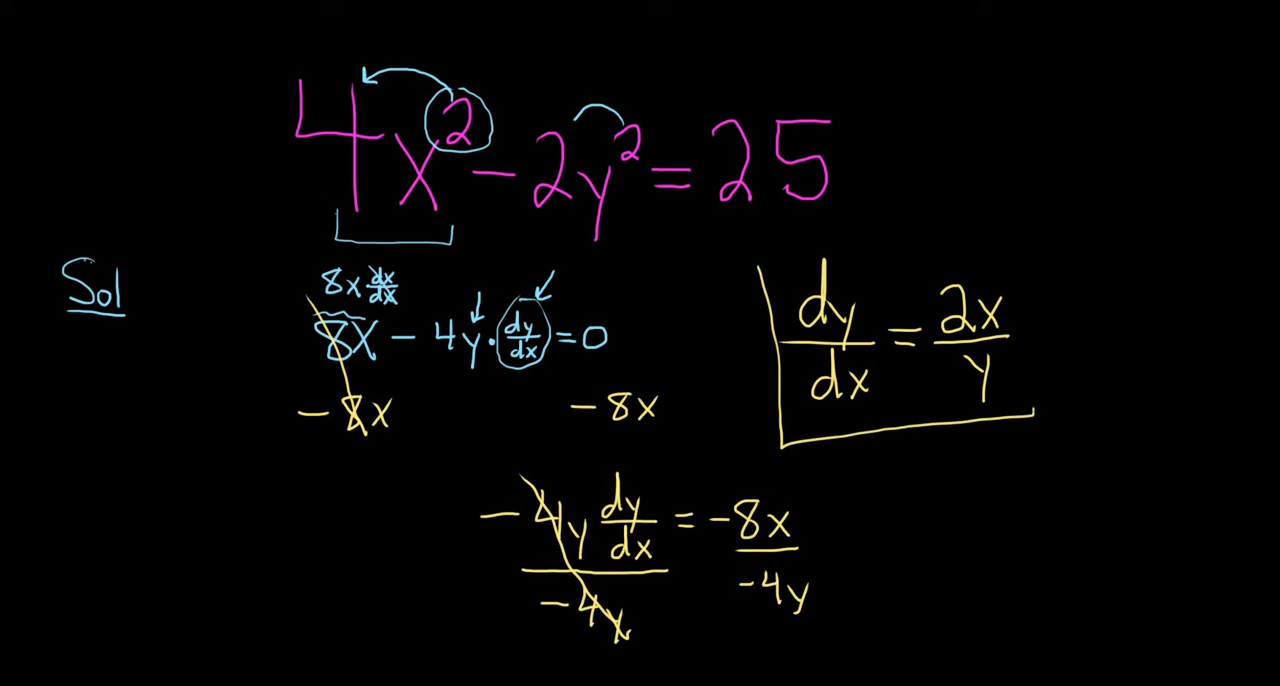 4x² − 2y² = 25
Sol
8x dx/dx
8x − 4y · dy/dx = 0
− 8x − 8x
dy/dx = 2x/y
− 4y dy/dx / − 4y = − 8x / − 4y